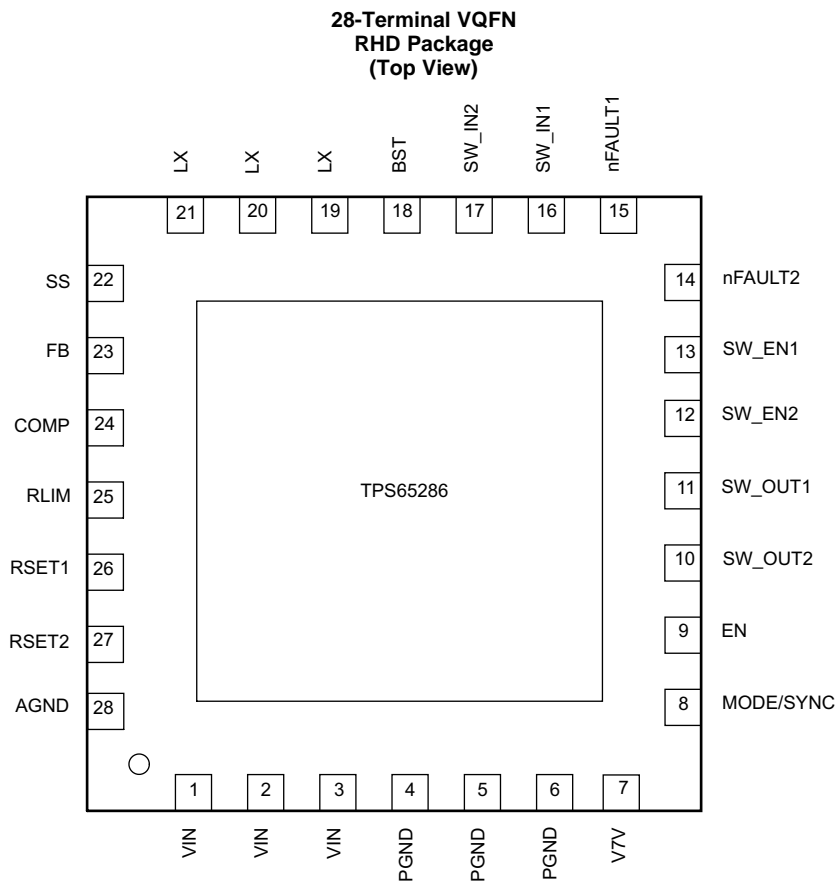 28-Terminal VQFN
RHD Package
(Top View)
LX
LX
LX
BST
SW_IN2
SW_IN1
nFAULT1
21
20
19
18
17
16
15
SS
22
14
nFAULT2
FB
23
13
SW_EN1
COMP
24
12
SW_EN2
RLIM
25
TPS65286
11
SW_OUT1
RSET1
26
10
SW_OUT2
RSET2
27
9
EN
AGND
28
8
MODE/SYNC
1
2
3
4
5
6
7
VIN
VIN
VIN
PGND
PGND
PGND
V7V